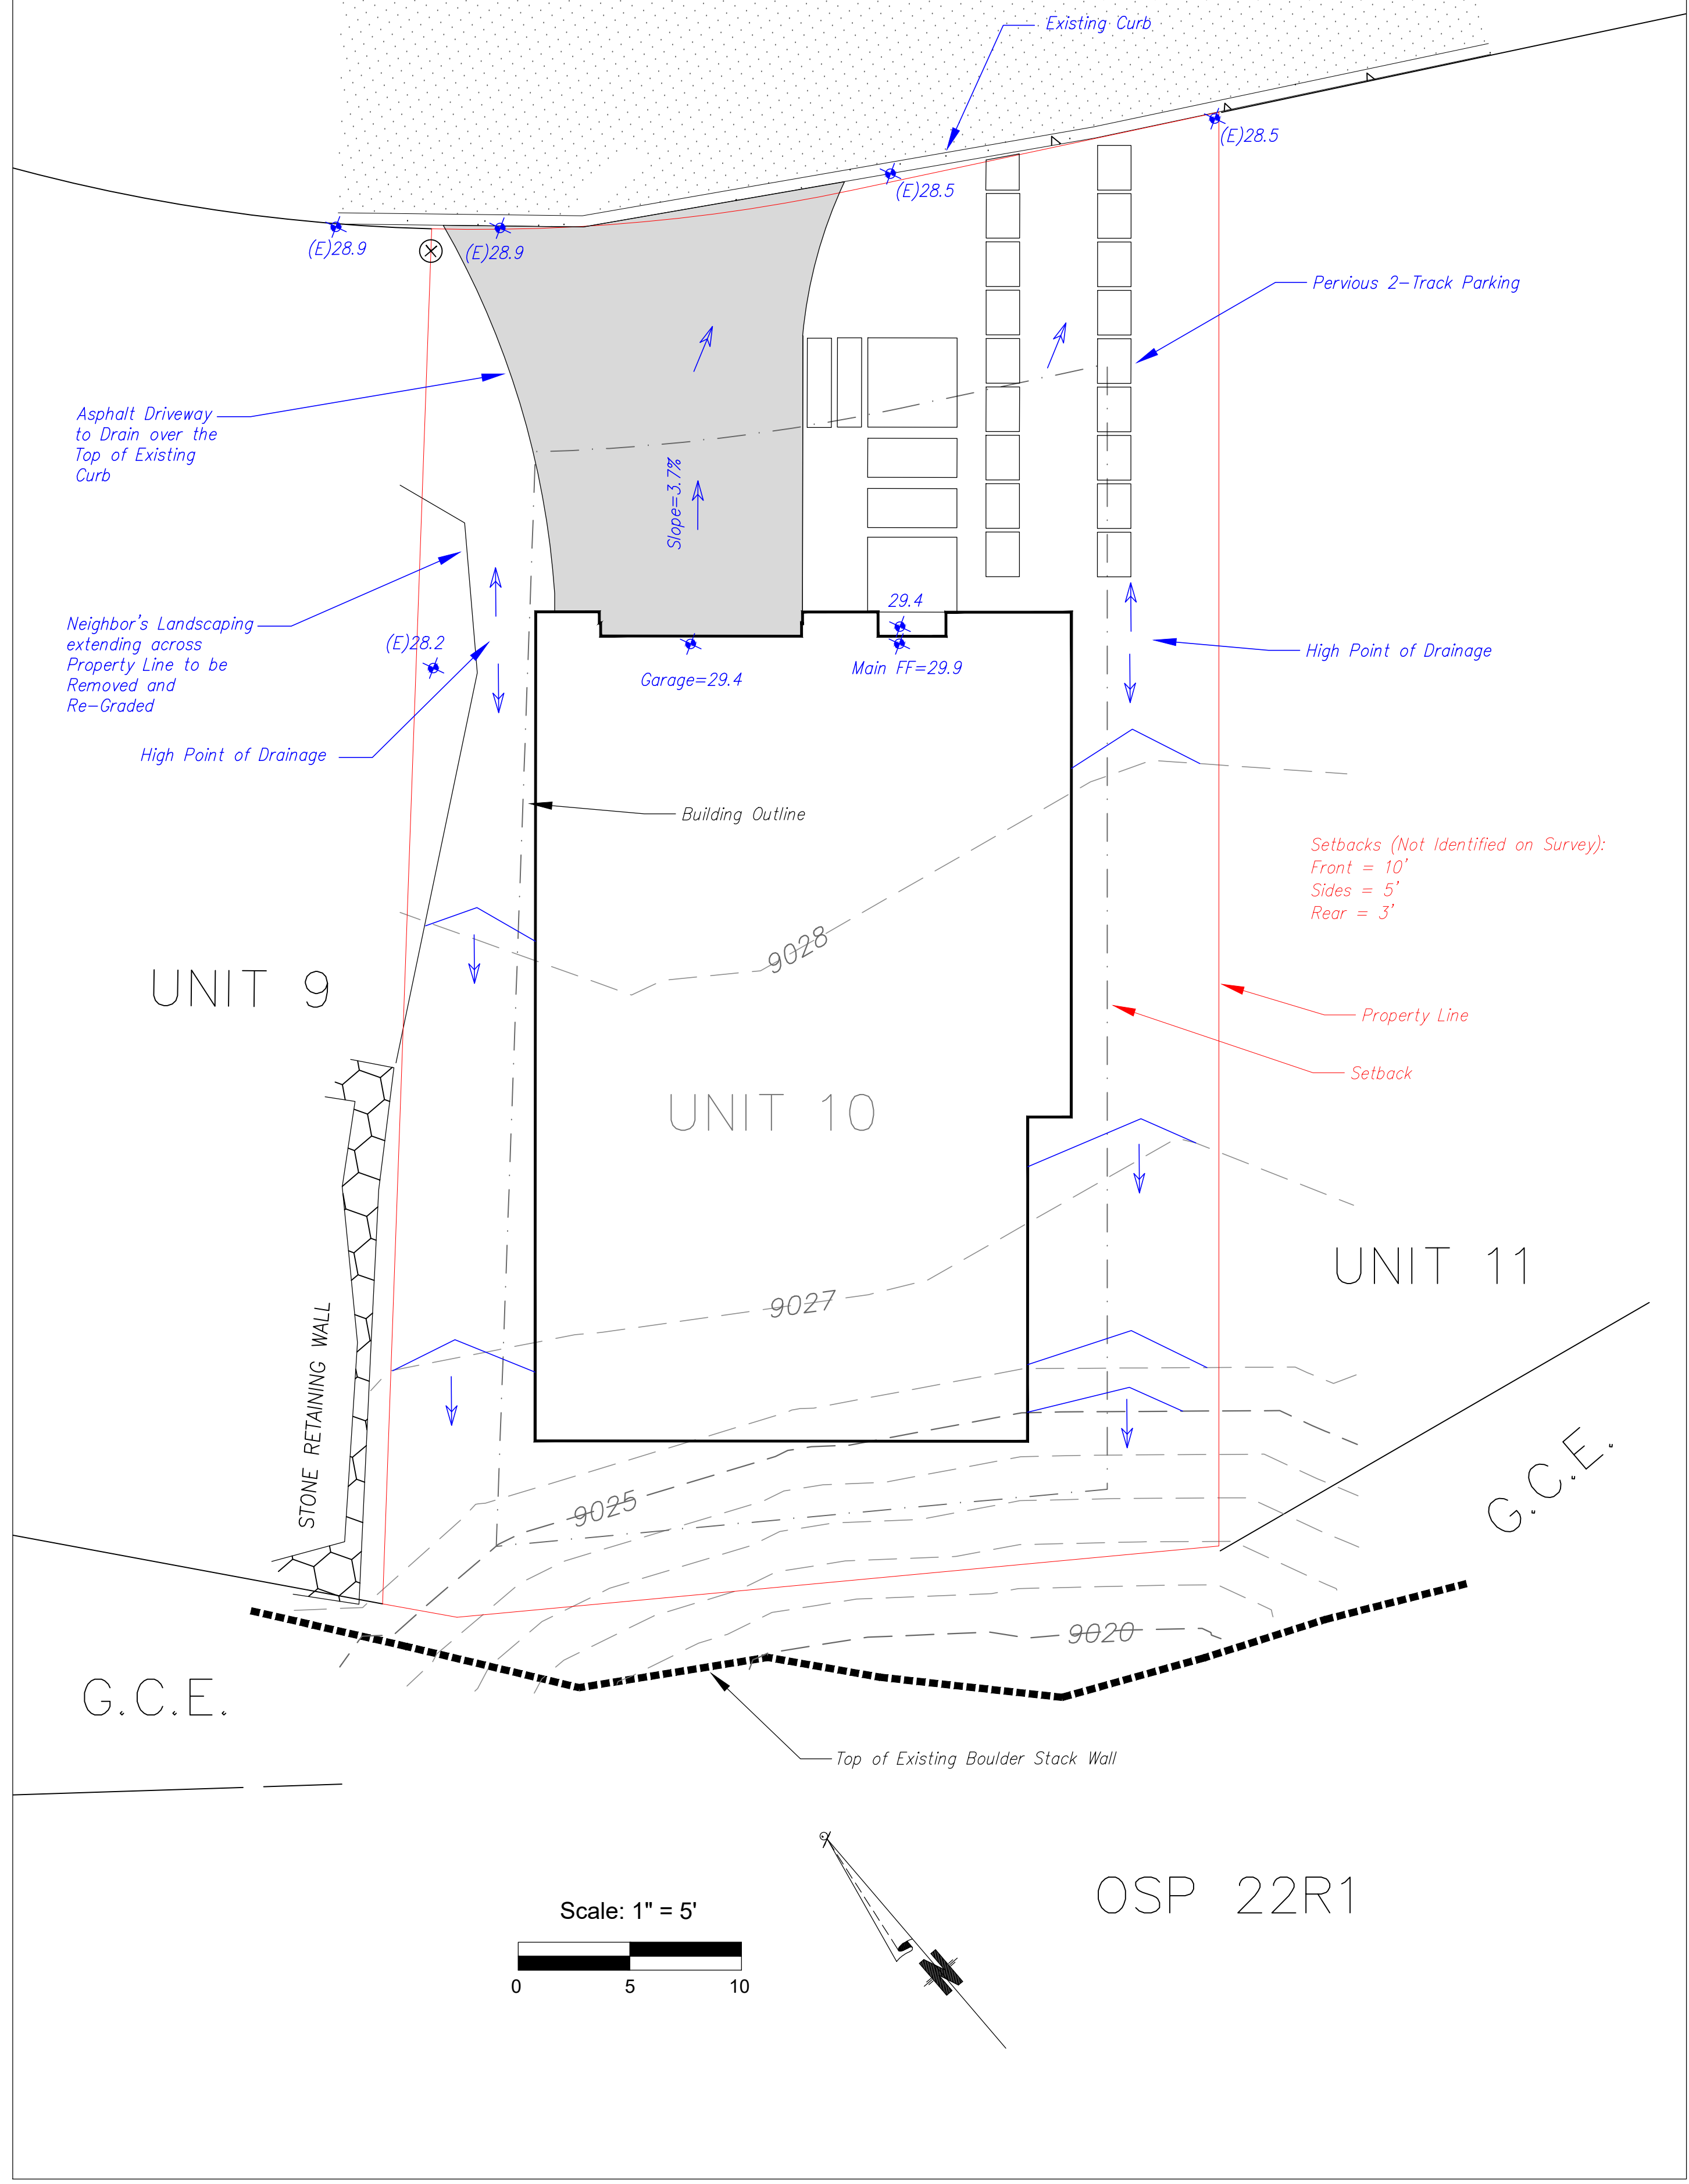 Existing Curb
(E)28.5
(E)28.5
(E)28.9
(E)28.9
Pervious 2-Track Parking
Asphalt Driveway
to Drain over the
Top of Existing
Curb
Slope=3.7%
Neighbor's Landscaping
extending across
Property Line to be
Removed and
Re-Graded
(E)28.2
29.4
Garage=29.4
Main FF=29.9
High Point of Drainage
High Point of Drainage
Building Outline
Setbacks (Not Identified on Survey):
Front = 10'
Sides = 5'
Rear = 3'
9028
UNIT 9
Property Line
Setback
UNIT 10
UNIT 11
9027
STONE RETAINING WALL
9025
G.C.E.
9020
G.C.E.
Top of Existing Boulder Stack Wall
OSP 22R1
Scale: 1" = 5'
0 5 10
N